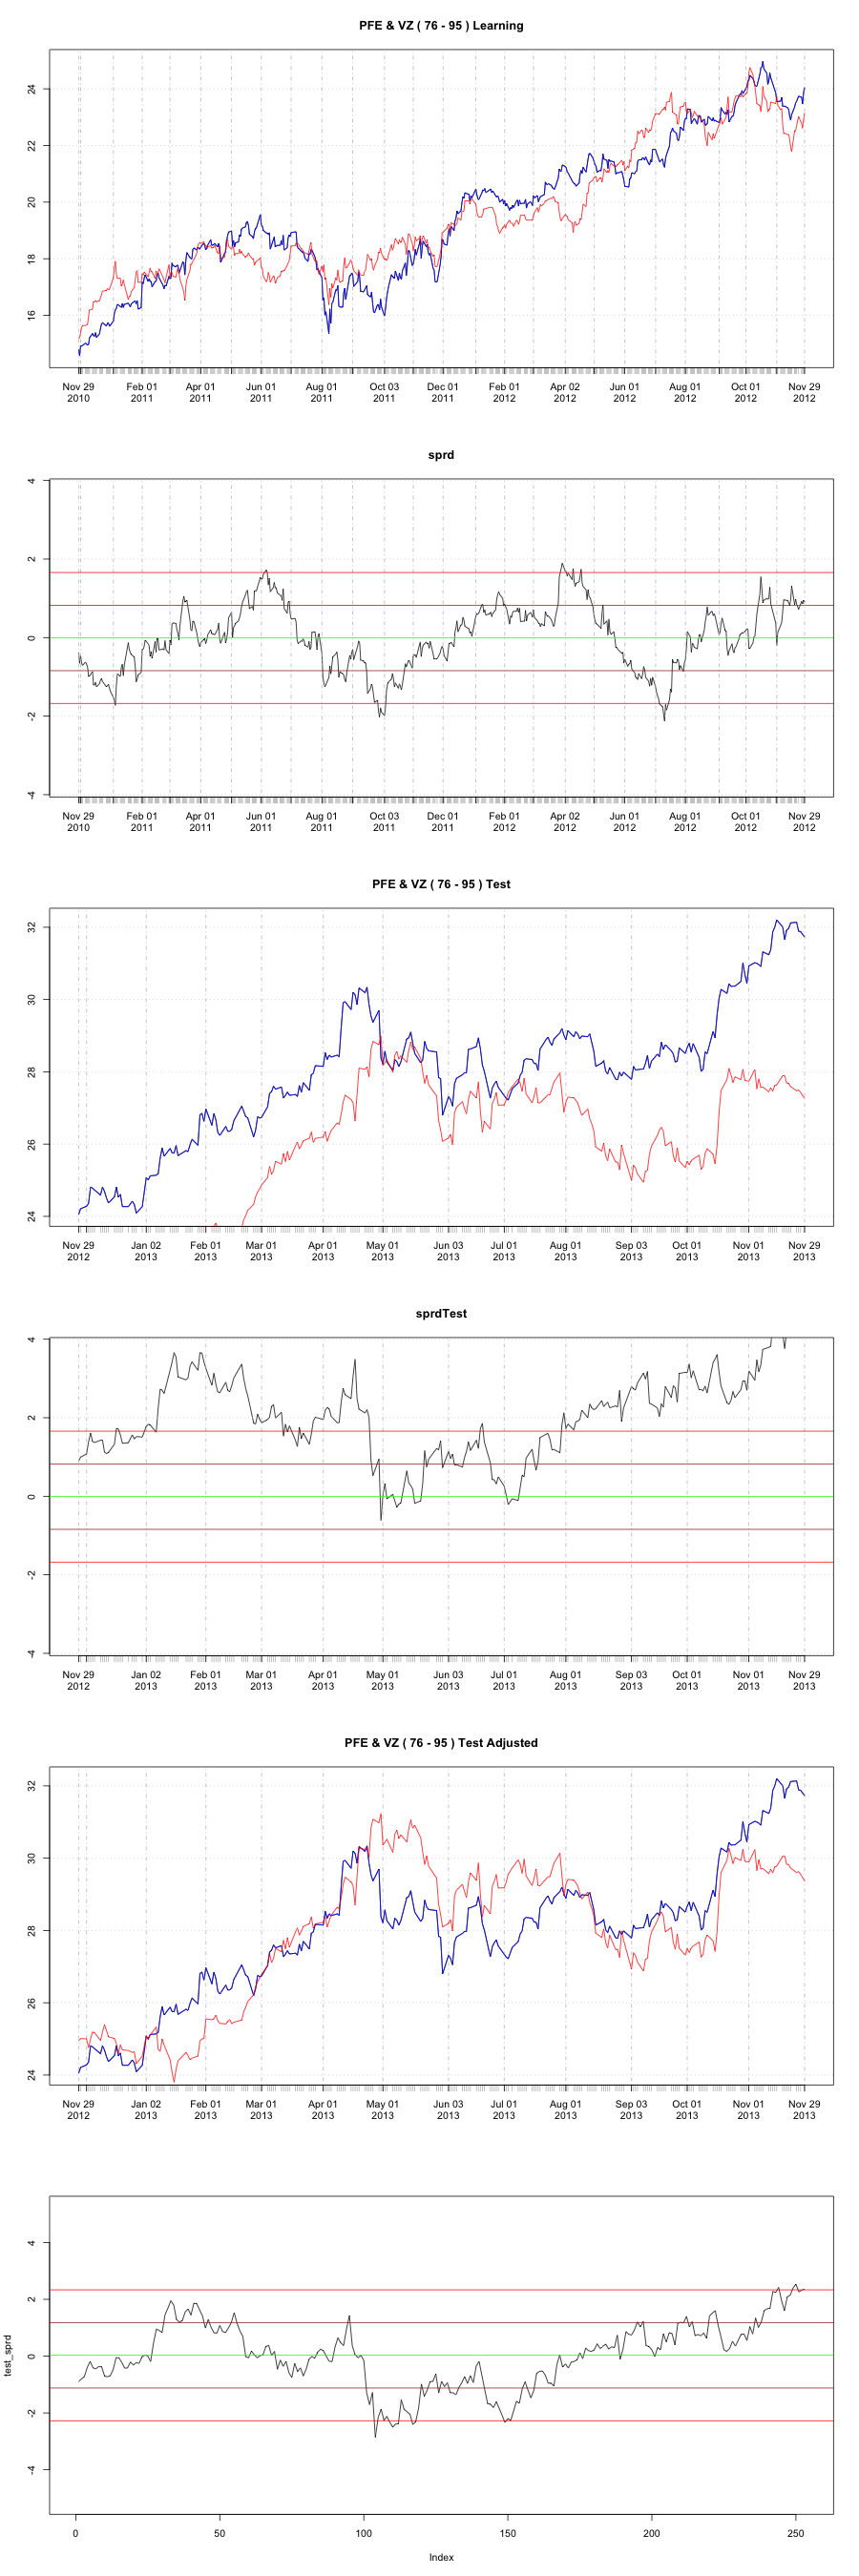 PFE & VZ ( 76 - 95 ) Learning
24
22
20
18
16
Nov 29 Feb 01 Apr 01 Jun 01 Aug 01 Oct 03 Dec 01 Feb 01 Apr 02 Jun 01 Aug 01 Oct 01 Nov 29
2010 2011 2011 2011 2011 2011 2011 2012 2012 2012 2012 2012 2012
sprd
4
2
0
-2
-4
Nov 29 Feb 01 Apr 01 Jun 01 Aug 01 Oct 03 Dec 01 Feb 01 Apr 02 Jun 01 Aug 01 Oct 01 Nov 29
2010 2011 2011 2011 2011 2011 2011 2012 2012 2012 2012 2012 2012
PFE & VZ ( 76 - 95 ) Test
32
30
28
26
24
Nov 29 Jan 02 Feb 01 Mar 01 Apr 01 May 01 Jun 03 Jul 01 Aug 01 Sep 03 Oct 01 Nov 01 Nov 29
2012 2013 2013 2013 2013 2013 2013 2013 2013 2013 2013 2013 2013
sprdTest
4
2
0
-2
-4
Nov 29 Jan 02 Feb 01 Mar 01 Apr 01 May 01 Jun 03 Jul 01 Aug 01 Sep 03 Oct 01 Nov 01 Nov 29
2012 2013 2013 2013 2013 2013 2013 2013 2013 2013 2013 2013 2013
PFE & VZ ( 76 - 95 ) Test Adjusted
32
30
28
26
24
Nov 29 Jan 02 Feb 01 Mar 01 Apr 01 May 01 Jun 03 Jul 01 Aug 01 Sep 03 Oct 01 Nov 01 Nov 29
2012 2013 2013 2013 2013 2013 2013 2013 2013 2013 2013 2013 2013
test_sprd
4
2
0
-2
-4
0 50 100 150 200 250
Index